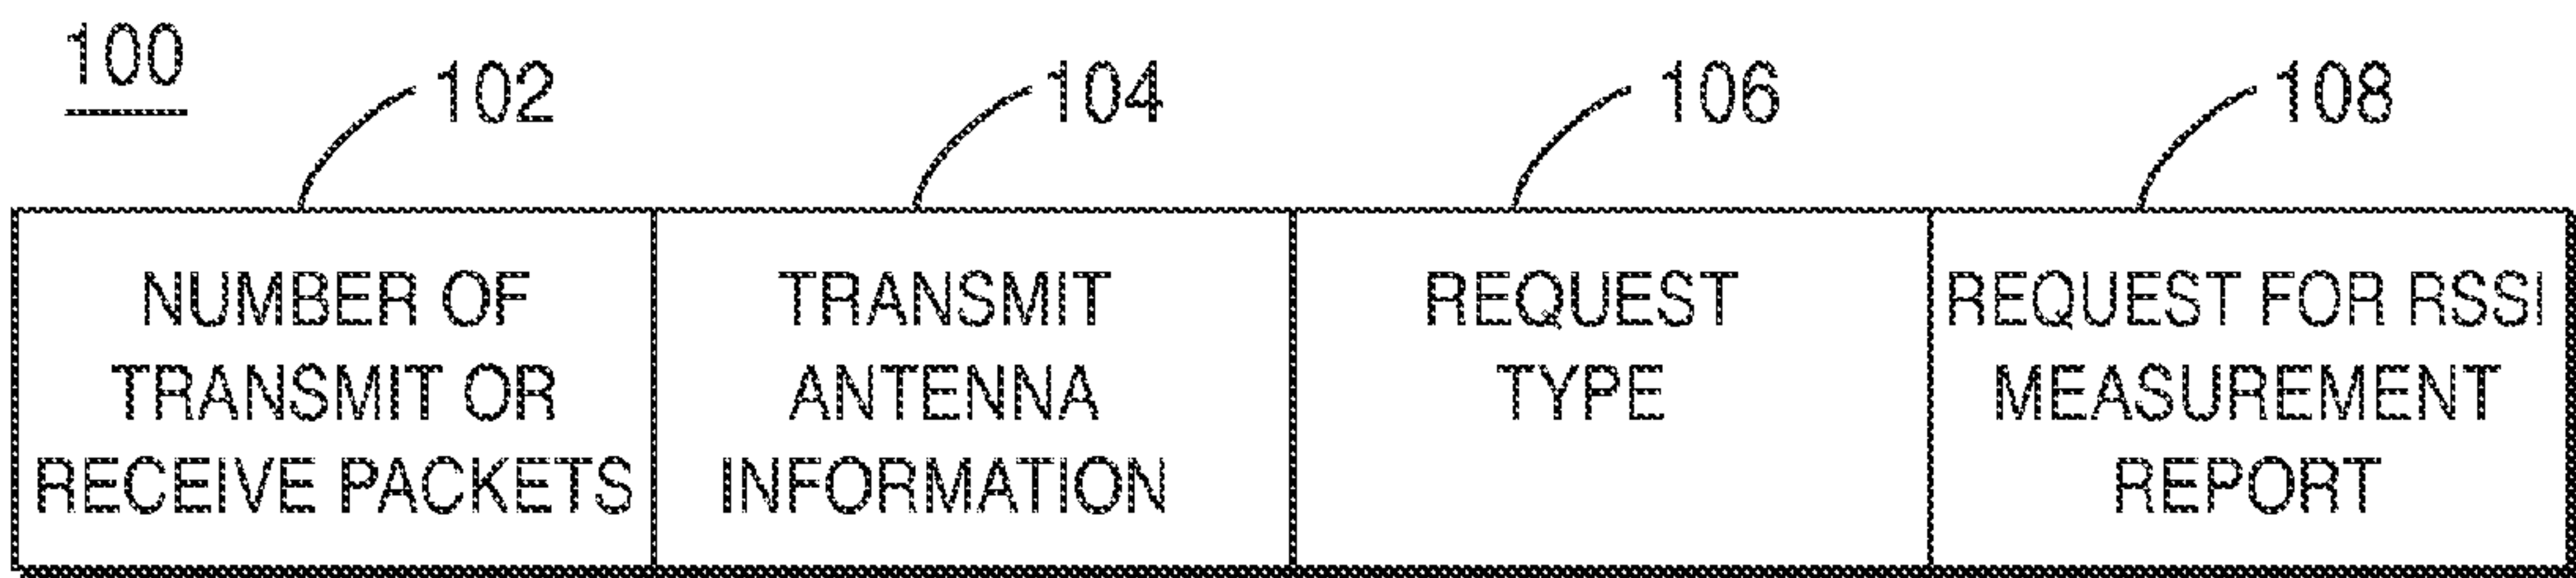 100
102
104
106
108
NUMBER OF
TRANSMIT OR
RECEIVE PACKETS
TRANSMIT
ANTENNA
INFORMATION
REQUEST
TYPE
REQUEST FOR RSSI
MEASUREMENT
REPORT